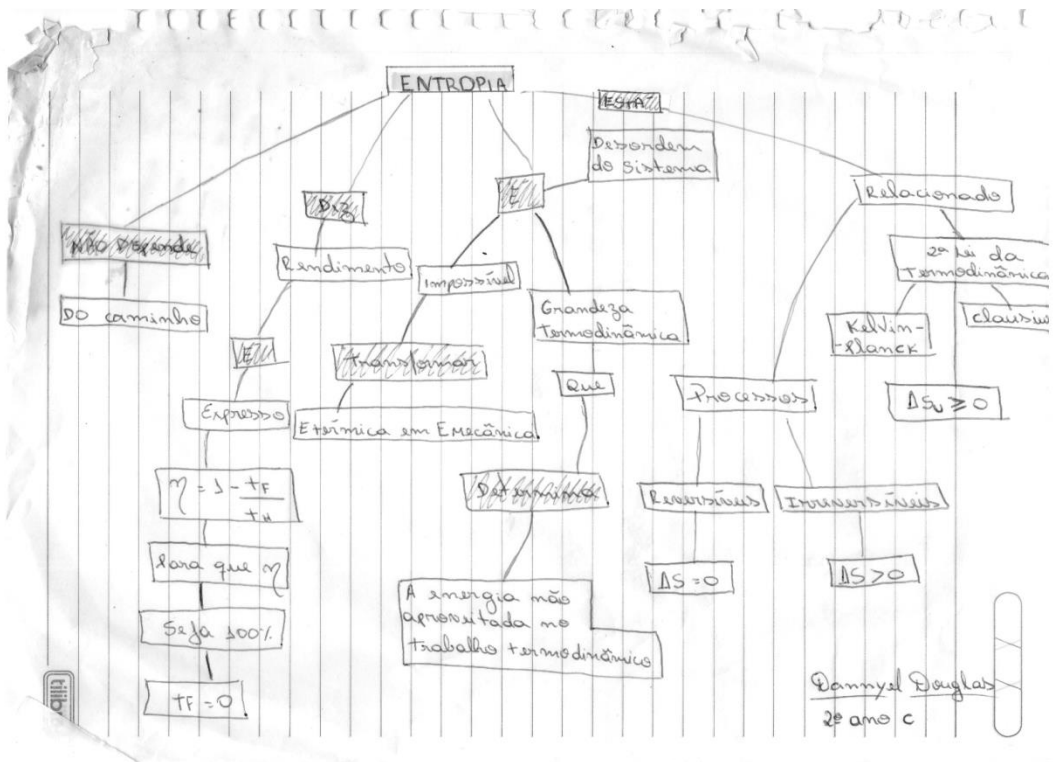 ENTROPIA
ESTÁ
Desordem
do Sistema
É
Relacionado
Diz
NÃO Depende
2ª Lei da
Termodinâmica
Rendimento
Impossível
DO caminho
Grandeza
termodinâmica
Kelvin-
-Planck
Clausius
É
transformar
Que
Processos
ΔSᵤ ≥ 0
Expresso
E térmica em E mecânica
η = 1 - tF
tH
Determina
Reversíveis
Irreversíveis
Para que η
A energia não
aproveitada no
trabalho termodinâmico
ΔS = 0
ΔS > 0
Seja 100%
tF = 0
Dannyel Douglas
2º ano C
tilib